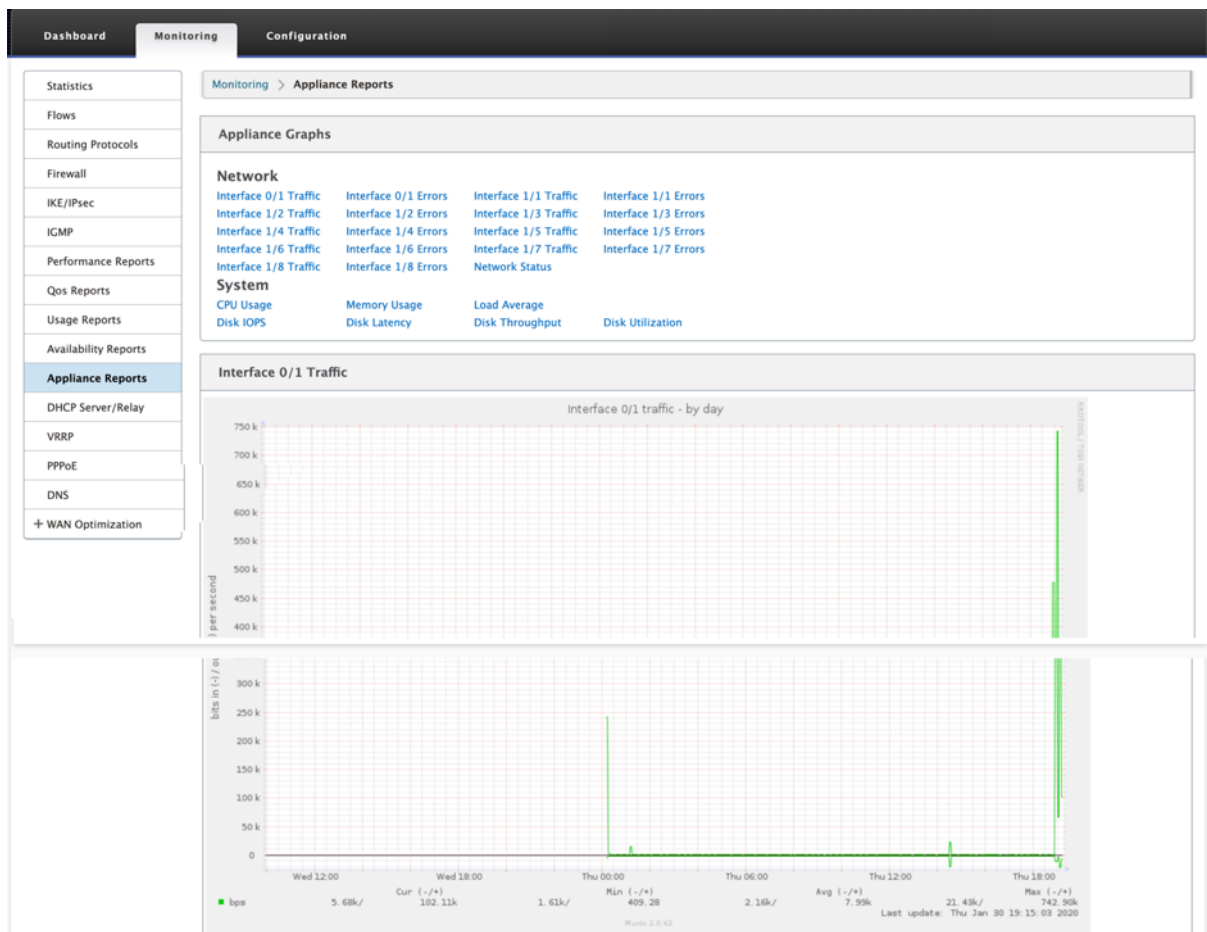 Dashboard Monitoring Configuration
Statistics
Flows
Routing Protocols
Firewall
IKE/IPsec
IGMP
Performance Reports
Qos Reports
Usage Reports
Availability Reports
Appliance Reports
DHCP Server/Relay
VRRP
PPPoE
DNS
+ WAN Optimization
Monitoring > Appliance Reports
Appliance Graphs
Network
Interface 0/1 Traffic Interface 0/1 Errors Interface 1/1 Traffic Interface 1/1 Errors
Interface 1/2 Traffic Interface 1/2 Errors Interface 1/3 Traffic Interface 1/3 Errors
Interface 1/4 Traffic Interface 1/4 Errors Interface 1/5 Traffic Interface 1/5 Errors
Interface 1/6 Traffic Interface 1/6 Errors Interface 1/7 Traffic Interface 1/7 Errors
Interface 1/8 Traffic Interface 1/8 Errors Network Status
System
CPU Usage Memory Usage Load Average
Disk IOPS Disk Latency Disk Throughput Disk Utilization
Interface 0/1 Traffic
Interface 0/1 traffic - by day
RRDTOOL / TOBI OETIKER
750 k
700 k
650 k
600 k
550 k
500 k
450 k
400 k
) per second
300 k
250 k
200 k
150 k
100 k
50 k
0
bits in (-) / ou
Wed 12:00 Wed 18:00 Thu 00:00 Thu 06:00 Thu 12:00 Thu 18:00
Cur (-/+) Min (-/+) Avg (-/+) Max (-/+)
bps 5.68k/ 102.11k 1.61k/ 409.28 2.16k/ 7.99k 21.43k/ 742.90k
Last update: Thu Jan 30 19:15:03 2020
Munin 2.0.42